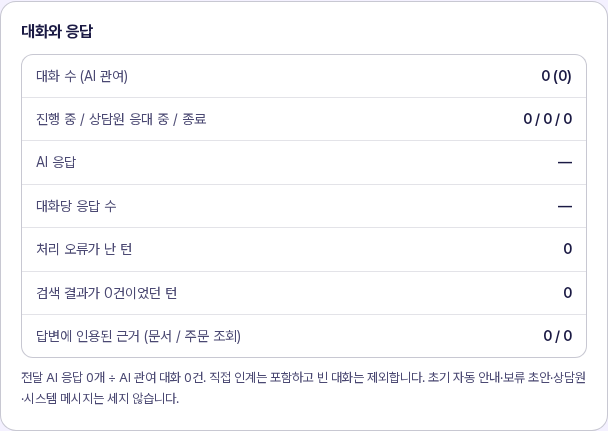 대화와 응답
대화 수 (AI 관여) 0 (0)
진행 중 / 상담원 응대 중 / 종료 0 / 0 / 0
AI 응답 —
대화당 응답 수 —
처리 오류가 난 턴 0
검색 결과가 0건이었던 턴 0
답변에 인용된 근거 (문서 / 주문 조회) 0 / 0
전달 AI 응답 0개 ÷ AI 관여 대화 0건. 직접 인계는 포함하고 빈 대화는 제외합니다. 초기 자동 안내·보류 초안·상담원
·시스템 메시지는 세지 않습니다.